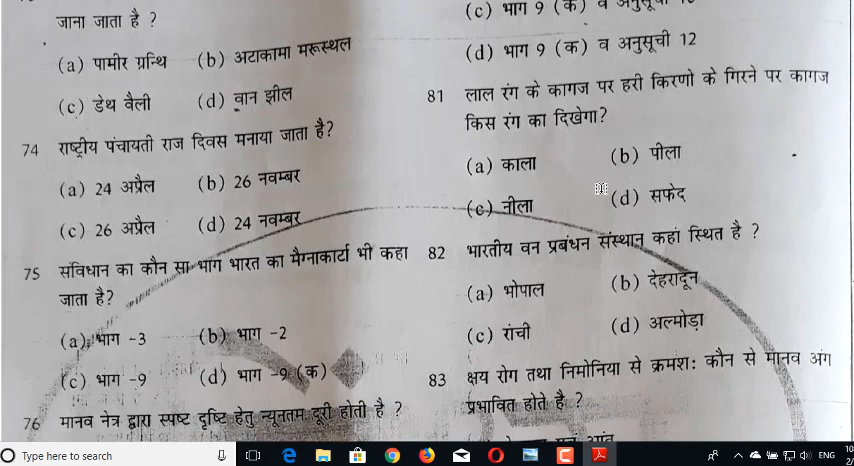 जाना जाता है ?
(a) पामीर ग्रन्थि (b) अटाकामा मरूस्थल
(c) डेथ वैली (d) वान झील
74 राष्ट्रीय पंचायती राज दिवस मनाया जाता है?
(a) 24 अप्रैल (b) 26 नवम्बर
(c) 26 अप्रैल (d) 24 नवम्बर
75 संविधान का कौन सा भाग भारत का मैग्नाकार्टा भी कहा
जाता है?
(a) भाग -3 (b) भाग -2
(c) भाग -9 (d) भाग -9 (क)
76 मानव नेत्र द्वारा स्पष्ट दृष्टि हेतु न्यूनतम दूरी होती है ?
(c) भाग 9 (क) व अनुसूची
(d) भाग 9 (क) व अनुसूची 12
81 लाल रंग के कागज पर हरी किरणो के गिरने पर कागज
किस रंग का दिखेगा?
(a) काला (b) पीला
(c) नीला (d) सफेद
82 भारतीय वन प्रबंधन संस्थान कहां स्थित है ?
(a) भोपाल (b) देहरादून
(c) रांची (d) अल्मोड़ा
83 क्षय रोग तथा निमोनिया से क्रमशः कौन से मानव अंग
प्रभावित होते है ?
Type here to search
ENG